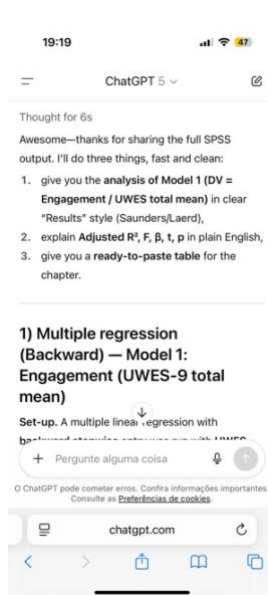 19:19
47
ChatGPT 5
Thought for 6s
Awesome—thanks for sharing the full SPSS
output. I'll do three things, fast and clean:
1. give you the analysis of Model 1 (DV =
Engagement / UWES total mean) in clear
"Results" style (Saunders/Laerd),
2. explain Adjusted R², F, β, t, p in plain English,
3. give you a ready-to-paste table for the
chapter.
1) Multiple regression
(Backward) — Model 1:
Engagement (UWES-9 total
mean)
Set-up. A multiple linear regression with
Pergunte alguma coisa
O ChatGPT pode cometer erros. Confira informações importantes.
Consulte as Preferências de cookies.
chatgpt.com